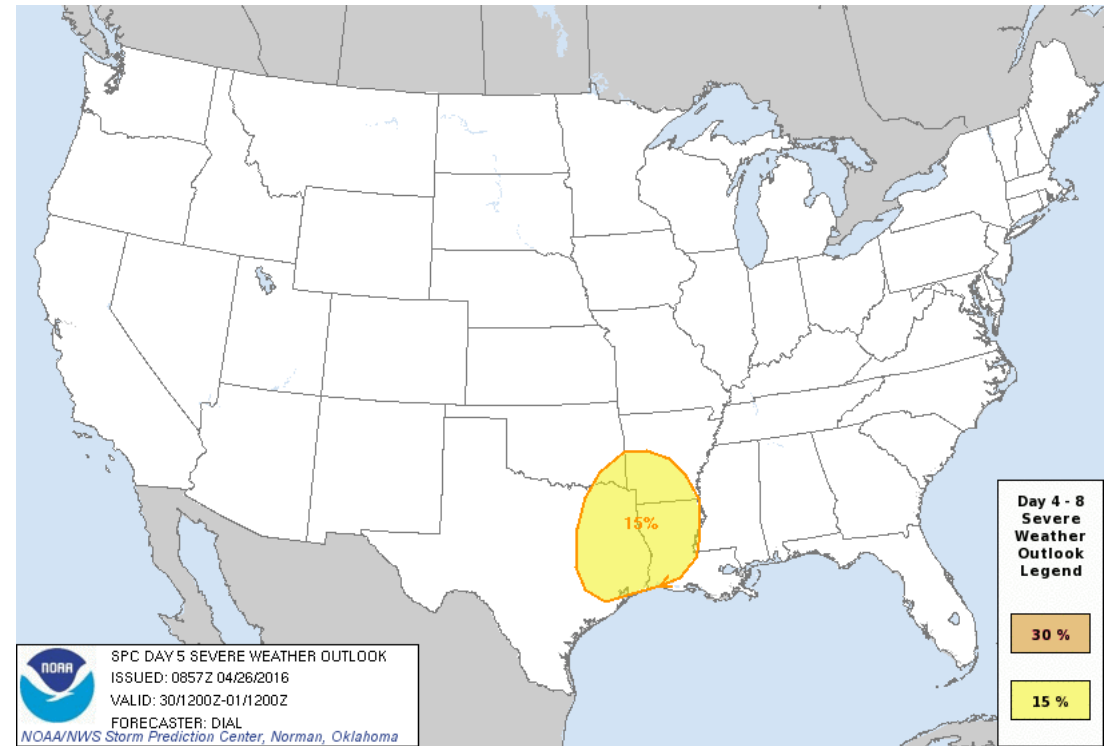 15%
Day 4 - 8
Severe
Weather
Outlook
Legend
30 %
15 %
NOAA
SPC DAY 5 SEVERE WEATHER OUTLOOK
ISSUED: 0857Z 04/26/2016
VALID: 30/1200Z-01/1200Z
FORECASTER: DIAL
NOAA/NWS Storm Prediction Center, Norman, Oklahoma